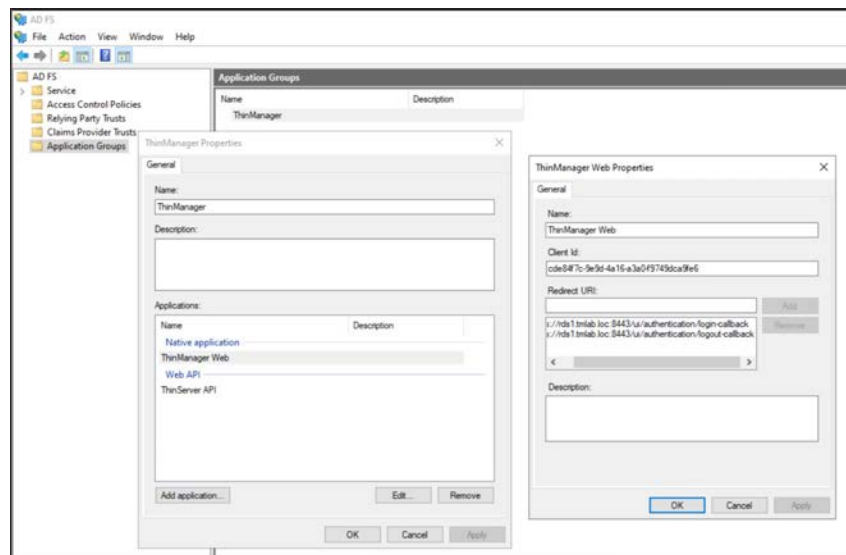 AD FS
File Action View Window Help
AD FS
Service
Access Control Policies
Relying Party Trusts
Claims Provider Trusts
Application Groups
Application Groups
Name Description
ThinManager
ThinManager Properties
General
Name:
ThinManager
Description:
Applications:
Name Description
Native application
ThinManager Web
Web API
ThinServer API
Add application... Edit... Remove
OK Cancel Apply
ThinManager Web Properties
General
Name:
ThinManager Web
Client Id:
Redirect URI:
Add
://rds1.tmlab.loc:8443/ui/authentication/login-callback
://rds1.tmlab.loc:8443/ui/authentication/logout-callback
Remove
Description:
OK Cancel Apply